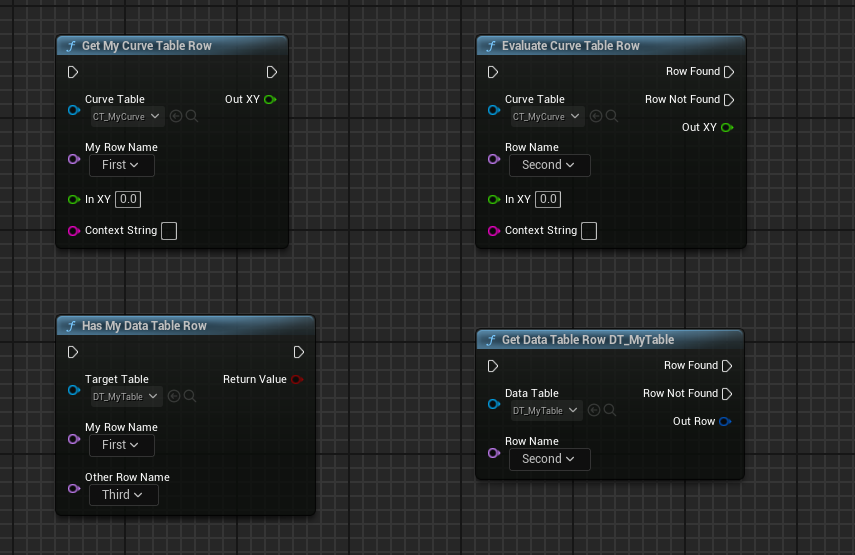 Get My Curve Table Row
Curve Table
Out XY
CT_MyCurve
My Row Name
First
In XY 0.0
Context String
Evaluate Curve Table Row
Row Found
Curve Table
Row Not Found
CT_MyCurve
Out XY
Row Name
Second
In XY 0.0
Context String
Has My Data Table Row
Target Table
Return Value
DT_MyTable
My Row Name
First
Other Row Name
Third
Get Data Table Row DT_MyTable
Row Found
Data Table
Row Not Found
DT_MyTable
Out Row
Row Name
Second